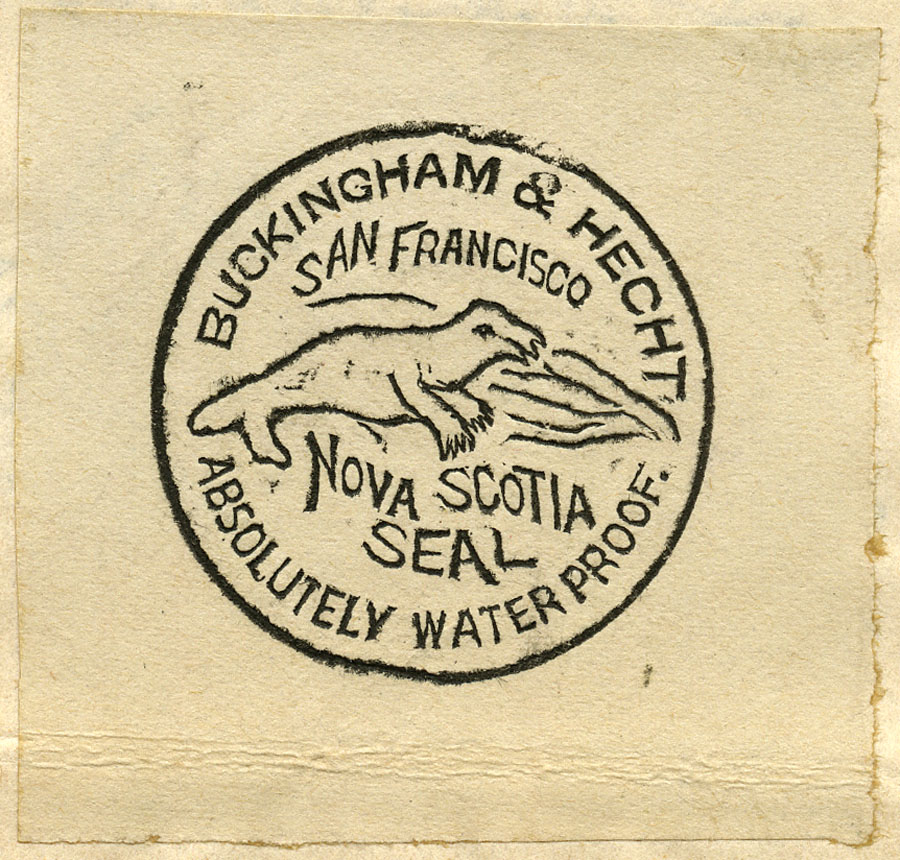 BUCKINGHAM & HECHT
SAN FRANCISCO
NOVA SCOTIA
SEAL
ABSOLUTELY WATER PROOF.